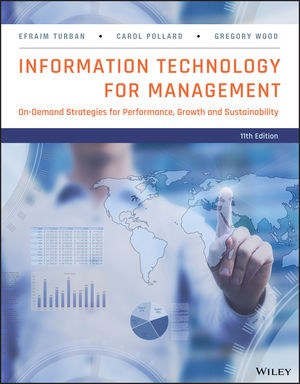 EFRAIM TURBAN • CAROL POLLARD • GREGORY WOOD
INFORMATION TECHNOLOGY
FOR MANAGEMENT
On-Demand Strategies for Performance, Growth and Sustainability
11th Edition
WILEY